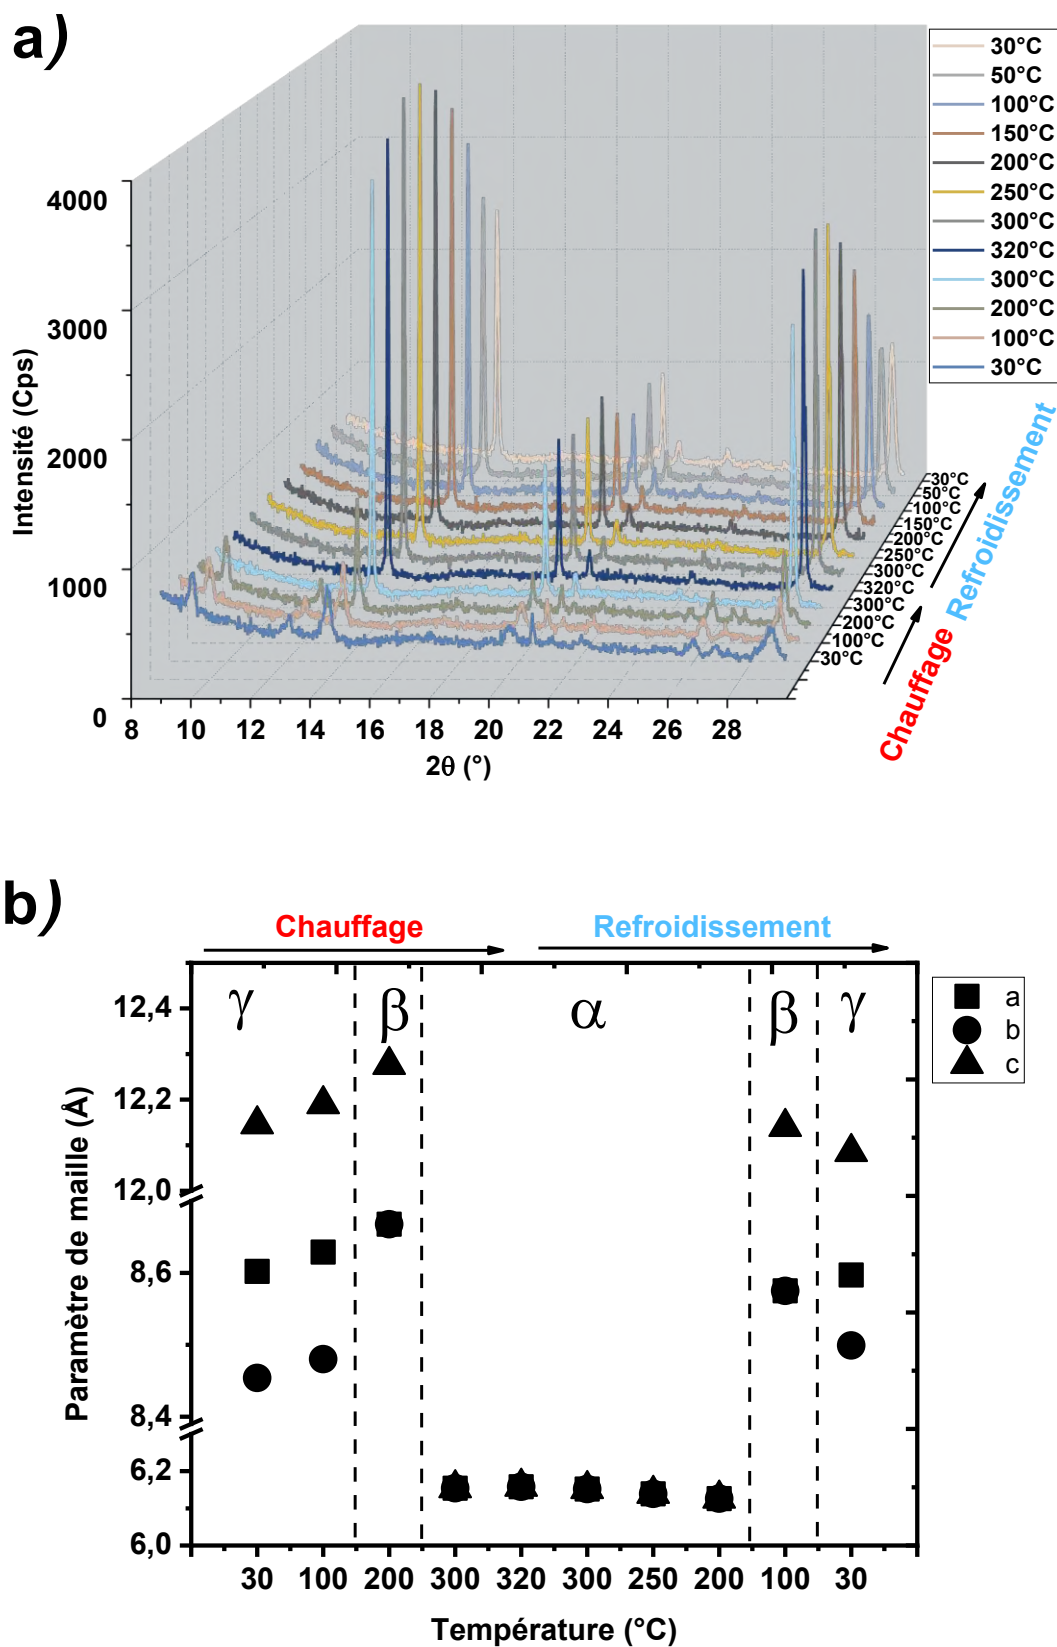 a)
30°C
50°C
100°C
150°C
200°C
250°C
300°C
320°C
300°C
200°C
100°C
30°C
4000
3000
2000
1000
0
Intensité (Cps)
8 10 12 14 16 18 20 22 24 26 28
2θ (°)
30°C
50°C
100°C
150°C
200°C
250°C
300°C
320°C
300°C
200°C
100°C
30°C
Chauffage
Refroidissement
b)
Chauffage
Refroidissement
γ β α β γ
a
b
c
12,4
12,2
12,0
8,6
8,4
6,2
6,0
Paramètre de maille (Å)
30 100 200 300 320 300 250 200 100 30
Température (°C)